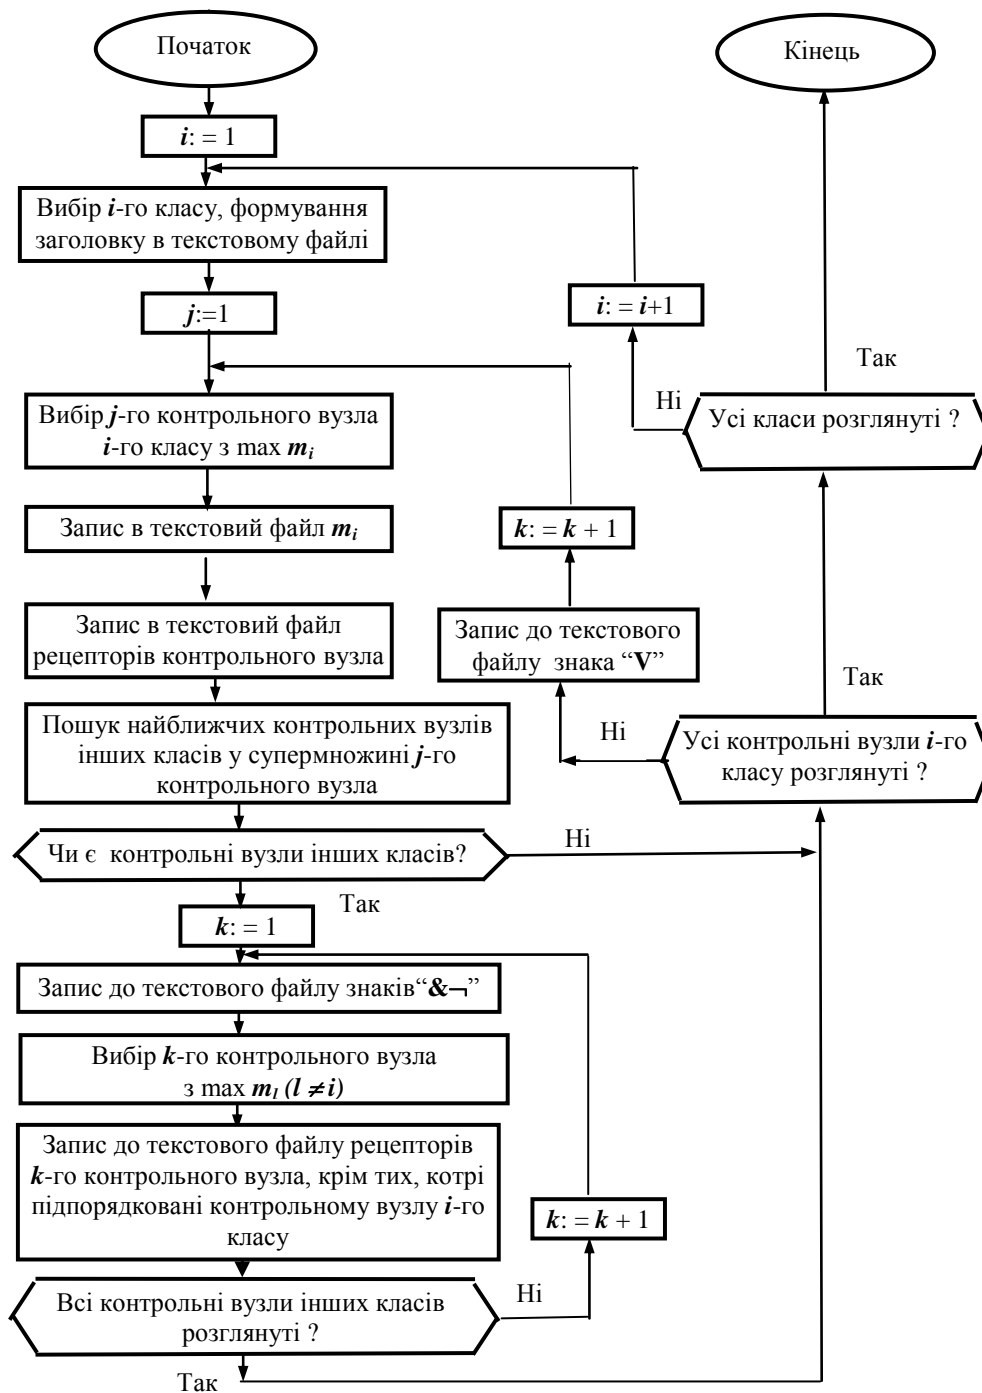 Початок
Кінець
i: = 1
Вибір i-го класу, формування
заголовку в текстовому файлі
j:=1
i: = i+1
Так
Ні
Усі класи розглянуті ?
Вибір j-го контрольного вузла
i-го класу з max mi
Запис в текстовий файл mi
k: = k + 1
Запис в текстовий файл
рецепторів контрольного вузла
Запис до текстового
файлу знака “V”
Так
Пошук найближчих контрольних вузлів
інших класів у супермножині j-го
контрольного вузла
Ні
Усі контрольні вузли i-го
класу розглянуті ?
Чи є контрольні вузли інших класів?
Ні
Так
k: = 1
Запис до текстового файлу знаків“&¬”
Вибір k-го контрольного вузла
з max ml (l ≠ i)
Запис до текстового файлу рецепторів
k-го контрольного вузла, крім тих, котрі
підпорядковані контрольному вузлу i-го
класу
k: = k + 1
Ні
Всі контрольні вузли інших класів
розглянуті ?
Так